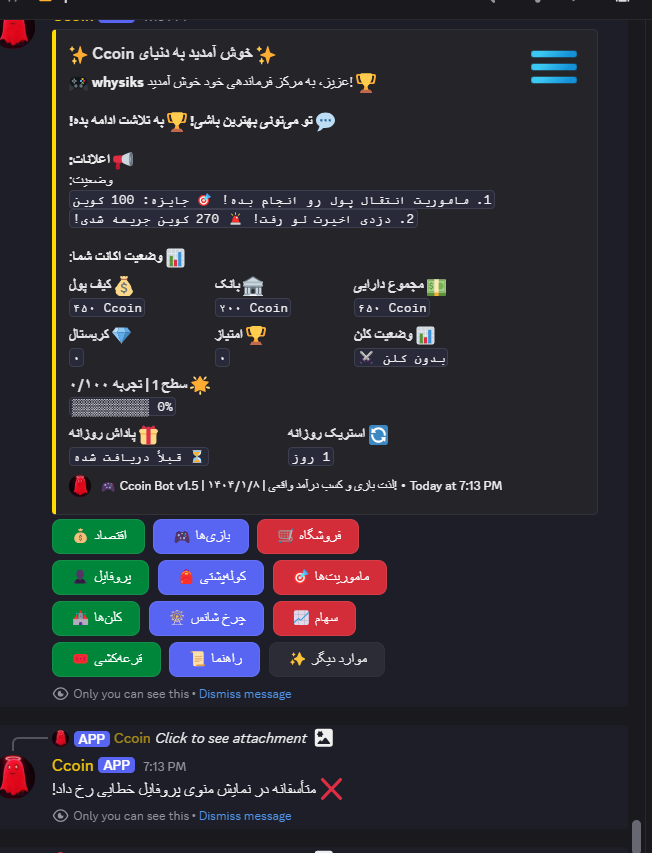 ✨ خوش آمدید به دنیای Ccoin ✨
🎮 whysiks عزیز، به مرکز فرماندهی خود خوش آمدید! 🏆
💬 تو می‌تونی بهترین باشی! 🏆 به تلاشت ادامه بده!
📢 اعلانات:
وضعیت:
1. ماموریت انتقال پول رو انجام بده! 🎯 جایزه: 100 کوین
2. دزدی اخیرت لو رفت! 🚨 270 کوین جریمه شدی!
📊 وضعیت اکانت شما:
💰 کیف پول
🏦 بانک
💵 مجموع دارایی
۴۵۰ Ccoin
۲۰۰ Ccoin
۶۵۰ Ccoin
💎 کریستال
🏆 امتیاز
📊 وضعیت کلن
۰
۰
⚔️ بدون کلن
🌟 سطح 1 | تجربه ۰/۱۰۰
▒▒▒▒▒▒▒▒▒▒ 0%
🎁 پاداش روزانه
🔄 استریک روزانه
⏳ قبلاً دریافت شده
1 روز
🎮 Ccoin Bot v1.5 | ۱۴۰۴/۱/۸ | لذت بازی و کسب درآمد واقعی! • Today at 7:13 PM
💰 اقتصاد
🎮 بازی‌ها
🛒 فروشگاه
👤 پروفایل
🎒 کوله‌پشتی
🎯 ماموریت‌ها
🏰 کلن‌ها
🎡 چرخ شانس
📈 سهام
🎟️ قرعه‌کشی
📜 راهنما
✨ موارد دیگر
Only you can see this • Dismiss message
APP Ccoin Click to see attachment
Ccoin APP 7:13 PM
❌ متأسفانه در نمایش منوی پروفایل خطایی رخ داد!
Only you can see this • Dismiss message